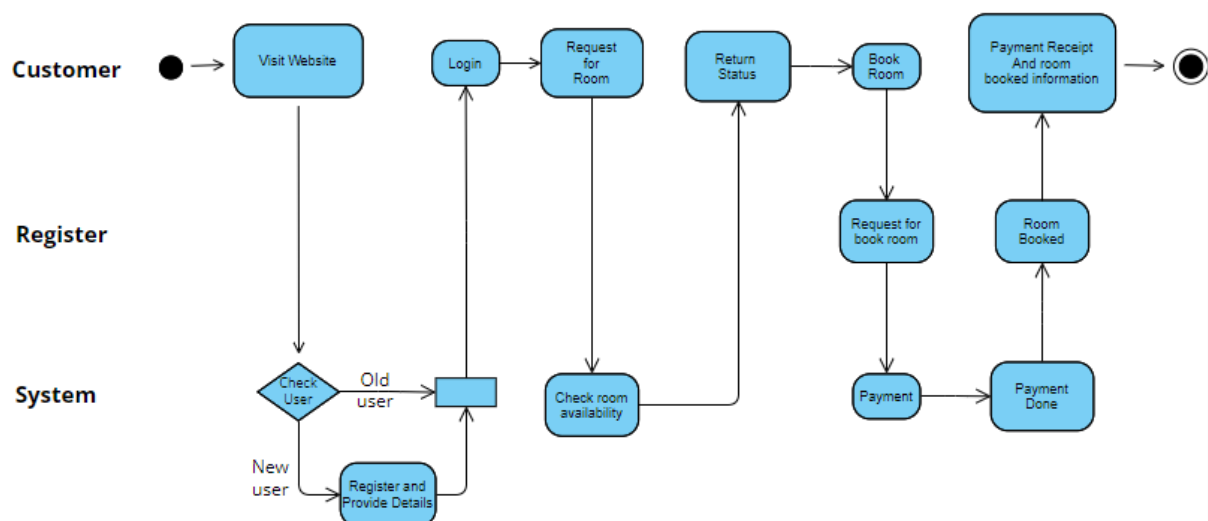 Customer
Visit Website
Login
Request
for
Room
Return
Status
Book
Room
Payment Receipt
And room
booked information
Register
Request for
book room
Room
Booked
System
Check
User
Old
user
Check room
availability
Payment
Payment
Done
New
user
Register and
Provide Details